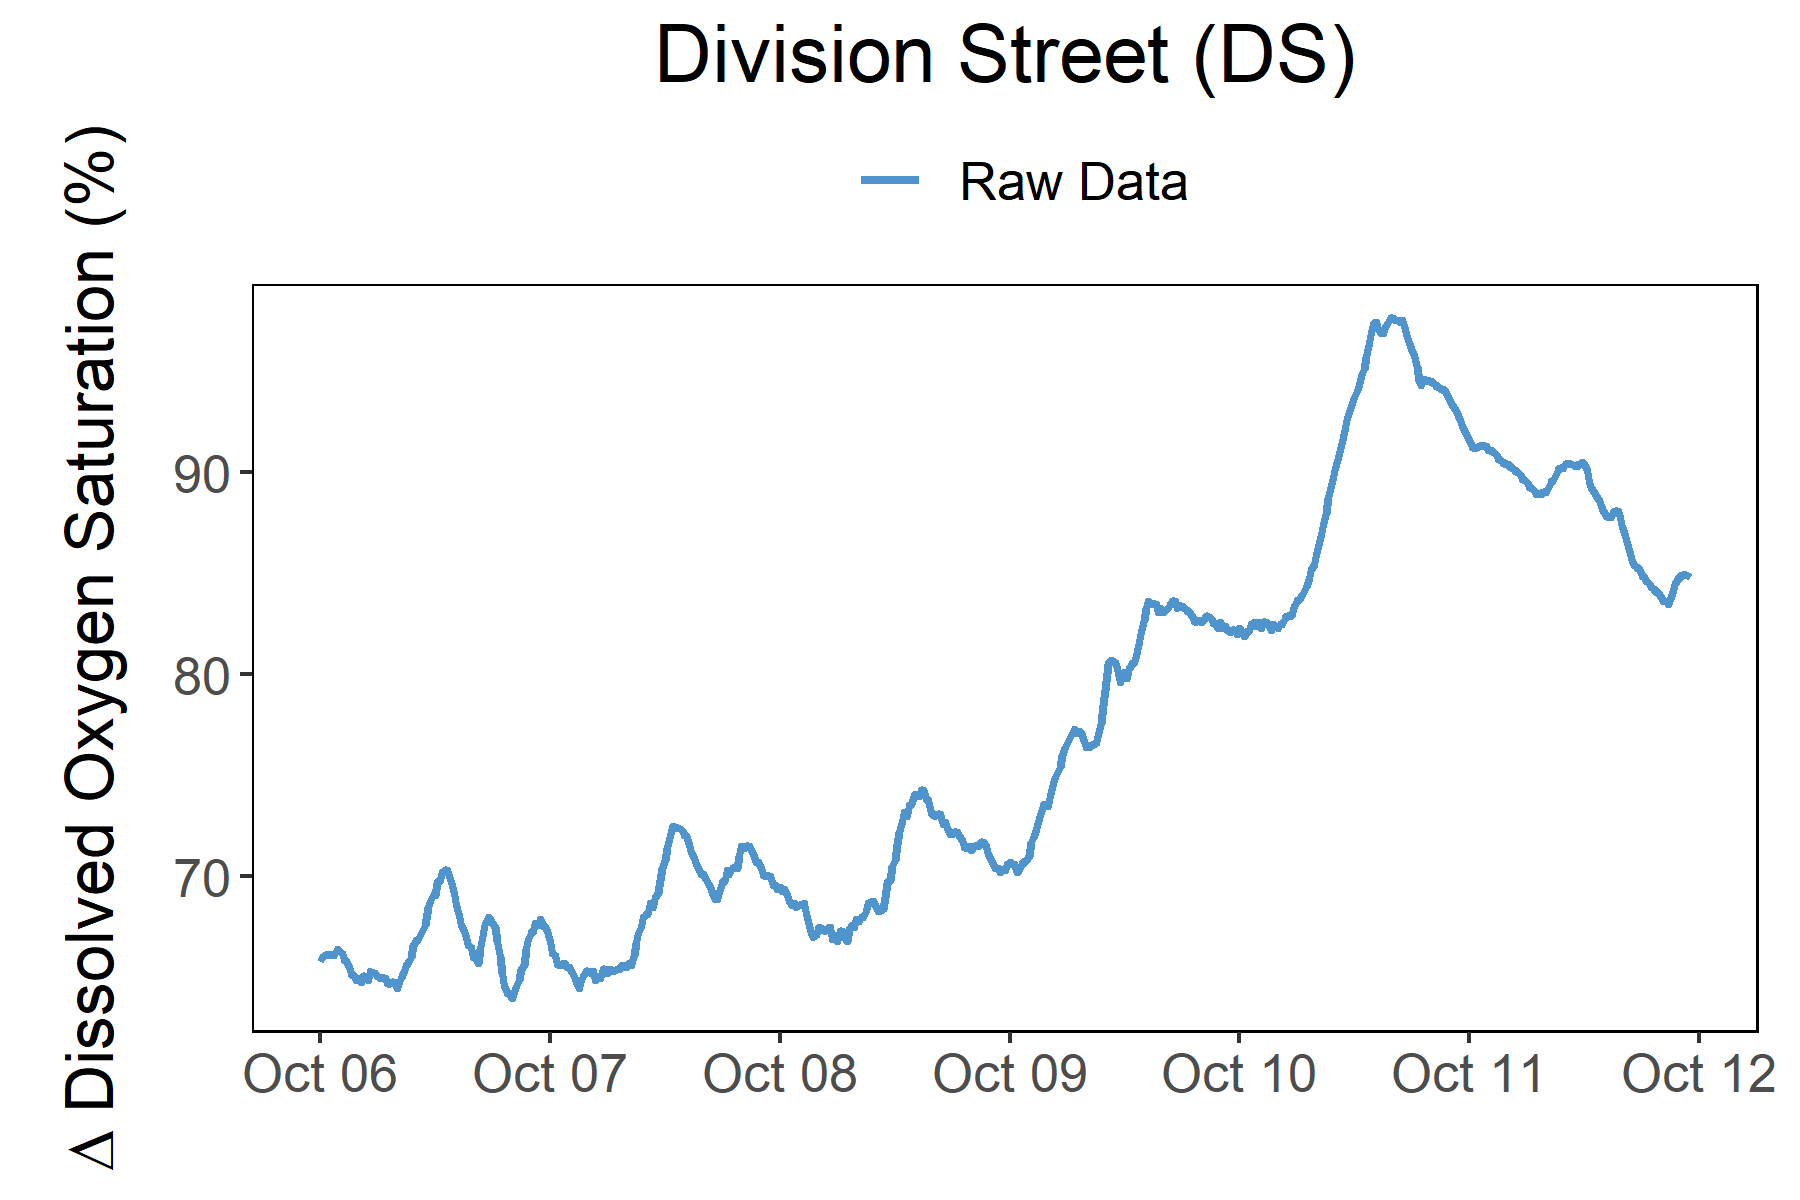 Division Street (DS)
Raw Data
Δ Dissolved Oxygen Saturation (%)
90
80
70
Oct 06
Oct 07
Oct 08
Oct 09
Oct 10
Oct 11
Oct 12